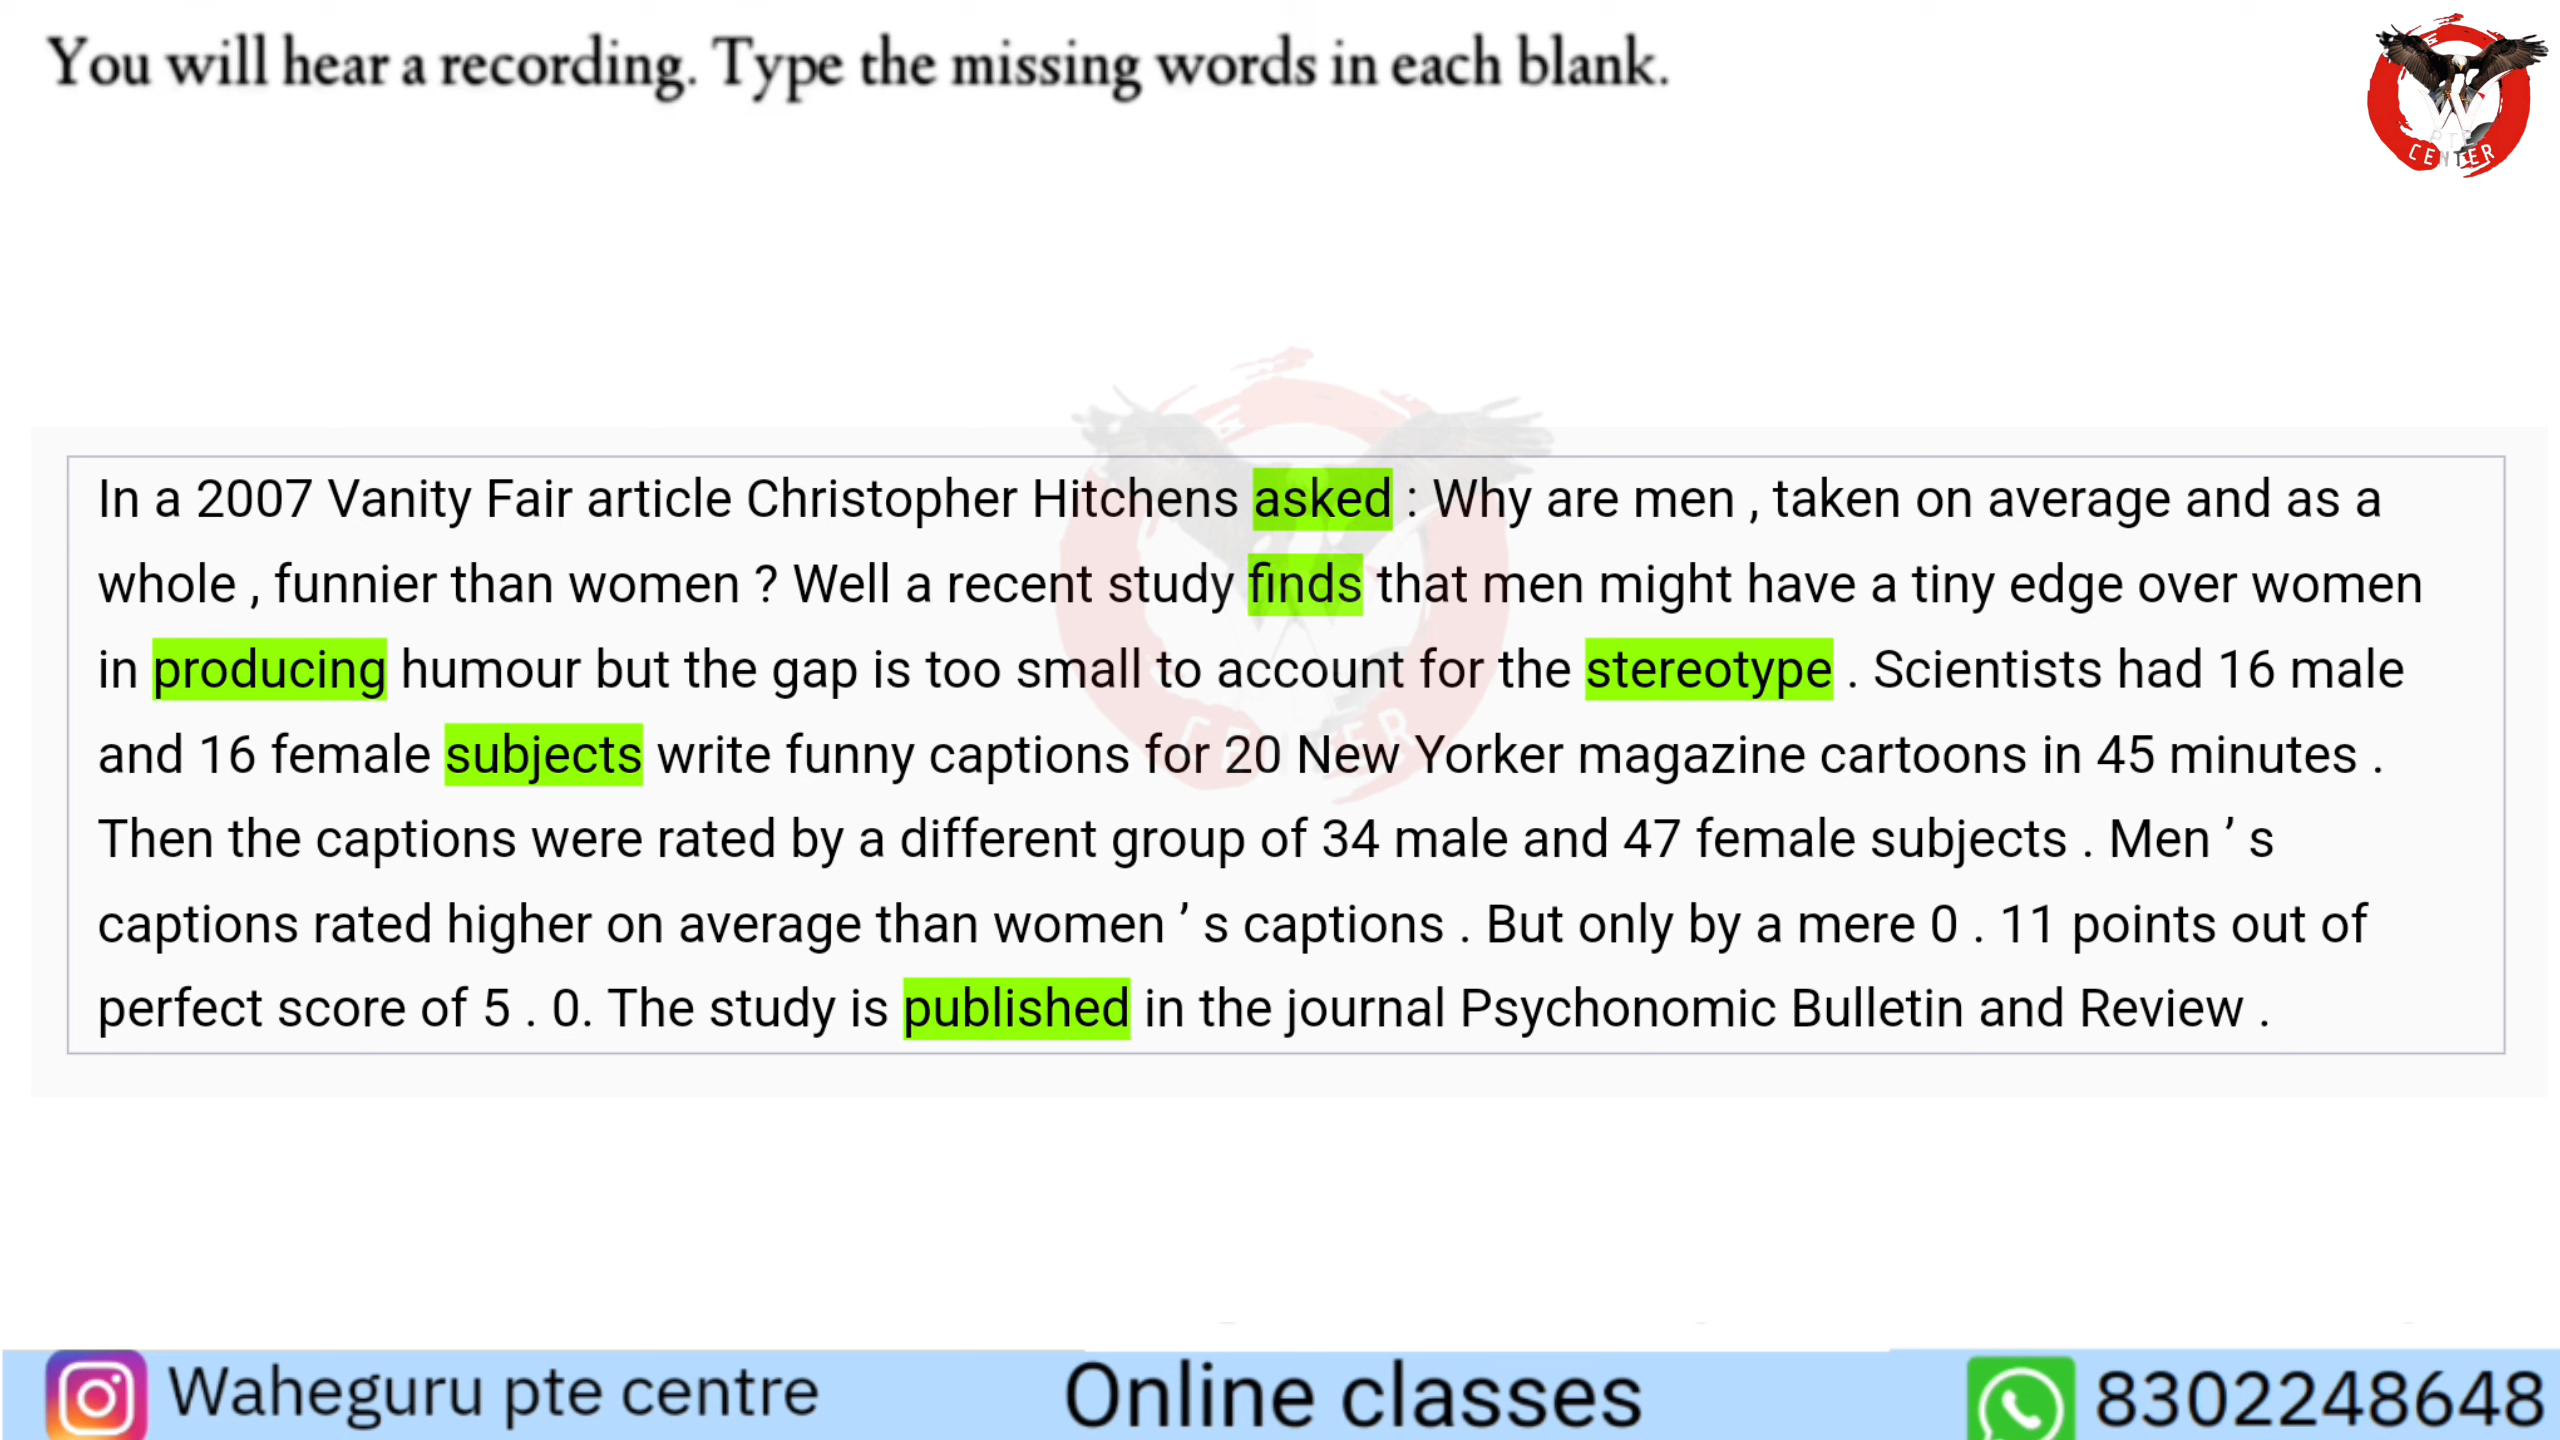 You will hear a recording. Type the missing words in each blank.
CENTER
In a 2007 Vanity Fair article Christopher Hitchens asked : Why are men , taken on average and as a
whole , funnier than women ? Well a recent study finds that men might have a tiny edge over women
in producing humour but the gap is too small to account for the stereotype . Scientists had 16 male
and 16 female subjects write funny captions for 20 New Yorker magazine cartoons in 45 minutes .
Then the captions were rated by a different group of 34 male and 47 female subjects . Men ’ s
captions rated higher on average than women ’ s captions . But only by a mere 0 . 11 points out of
perfect score of 5 . 0. The study is published in the journal Psychonomic Bulletin and Review .
Waheguru pte centre
Online classes
8302248648